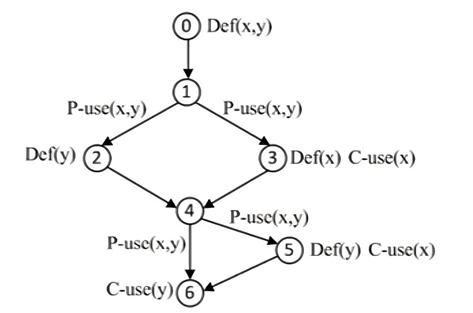 0 Def(x,y)
1
P-use(x,y) P-use(x,y)
Def(y) 2 3 Def(x) C-use(x)
4 P-use(x,y)
P-use(x,y) 5 Def(y) C-use(x)
C-use(y) 6